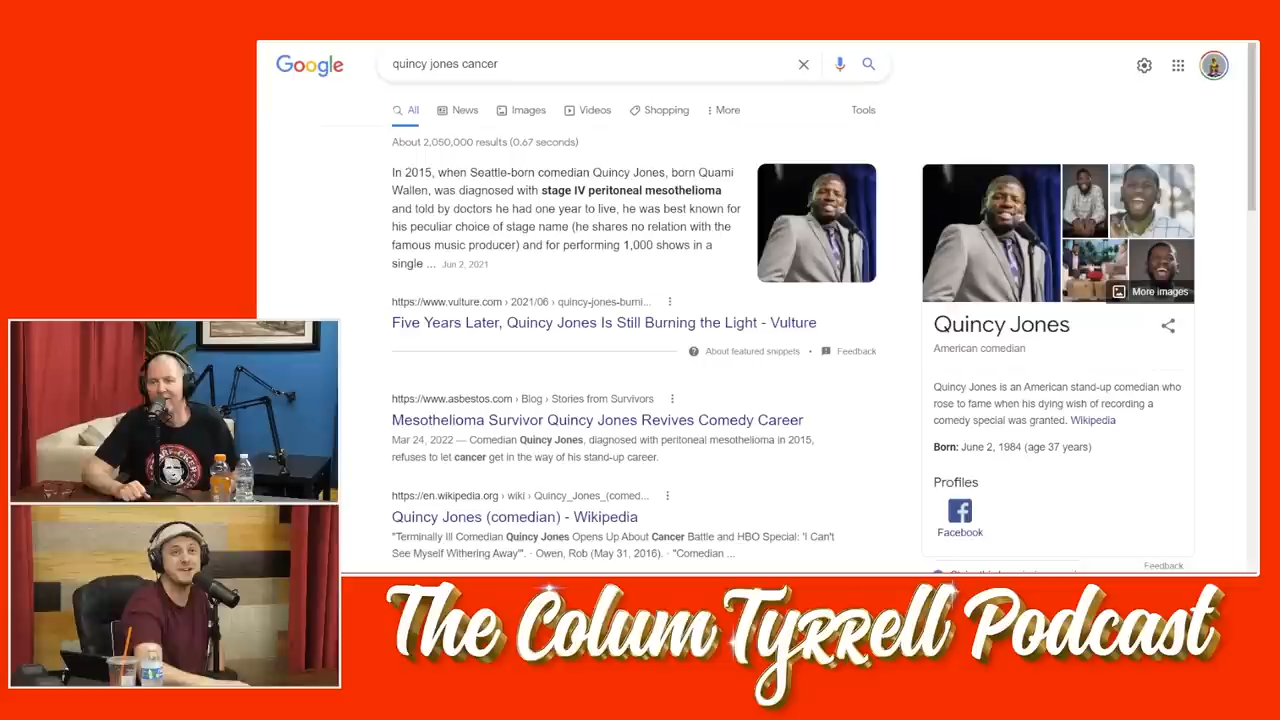 Google
quincy jones cancer
All
News
Images
Videos
Shopping
More
Tools
About 2,050,000 results (0.67 seconds)
In 2015, when Seattle-born comedian Quincy Jones, born Quami
Wallen, was diagnosed with stage IV peritoneal mesothelioma
and told by doctors he had one year to live, he was best known for
his peculiar choice of stage name (he shares no relation with the
famous music producer) and for performing 1,000 shows in a
single ... Jun 2, 2021
https://www.vulture.com › 2021/06 › quincy-jones-burni...
Five Years Later, Quincy Jones Is Still Burning the Light - Vulture
About featured snippets • Feedback
https://www.asbestos.com › Blog › Stories from Survivors
Mesothelioma Survivor Quincy Jones Revives Comedy Career
Mar 24, 2022 — Comedian Quincy Jones, diagnosed with peritoneal mesothelioma in 2015,
refuses to let cancer get in the way of his stand-up career.
https://en.wikipedia.org › wiki › Quincy_Jones_(comed...
Quincy Jones (comedian) - Wikipedia
"Terminally Ill Comedian Quincy Jones Opens Up About Cancer Battle and HBO Special: 'I Can't
See Myself Withering Away'". · Owen, Rob (May 31, 2016). · "Comedian ...
More images
Quincy Jones
American comedian
Quincy Jones is an American stand-up comedian who
rose to fame when his dying wish of recording a
comedy special was granted. Wikipedia
Born: June 2, 1984 (age 37 years)
Profiles
Facebook
Feedback
The Colum Tyrrell Podcast